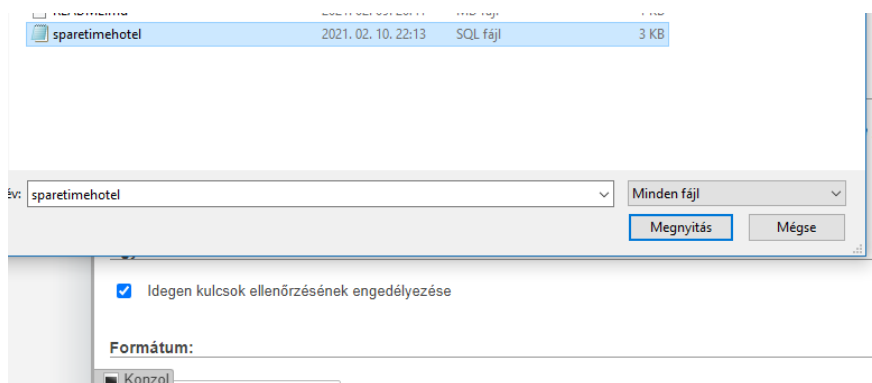 sparetimehotel 2021. 02. 10. 22:13 SQL fájl 3 KB
év: sparetimehotel Minden fájl
Megnyitás Mégse
Idegen kulcsok ellenőrzésének engedélyezése
Formátum:
Konzol